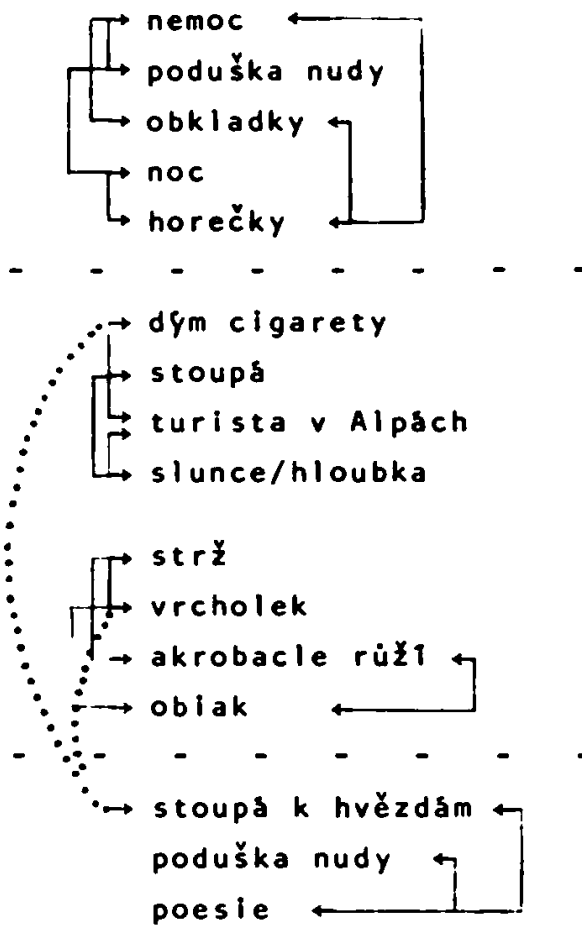 nemoc
poduška nudy
obkladky
noc
horečky
dým cigarety
stoupá
turista v Alpách
slunce/hloubka
strž
vrcholek
akrobacie růží
oblak
stoupá k hvězdám
poduška nudy
poesie